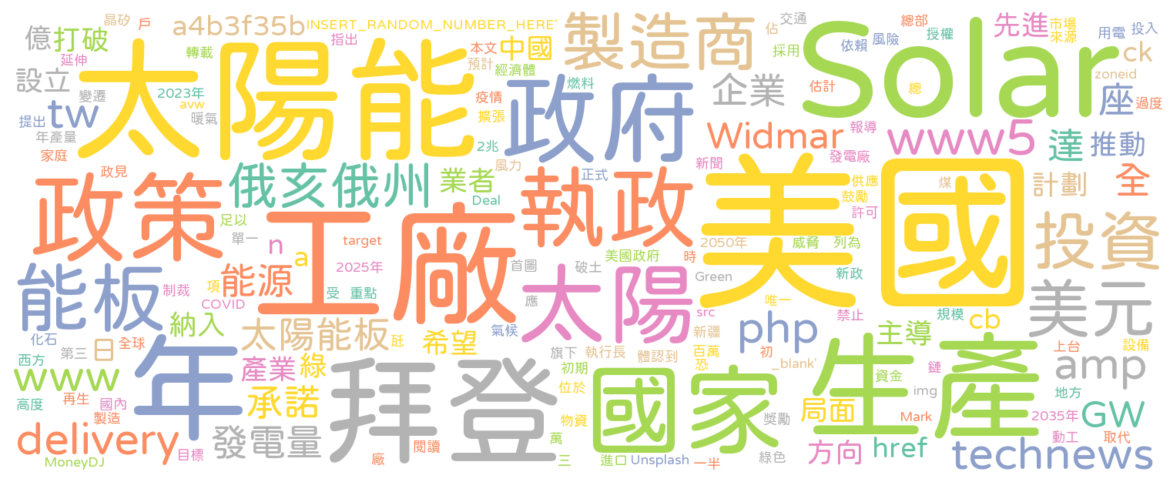 晶矽 戶 a4b3f35b INSERT_RANDOM_NUMBER_HERE' 製造商 佔 交通 總部 先進 市場 用電 投入
億 打破 轉載 指出 本文 中國 採用 依賴 風險 授權 來源
延伸 預計 經濟體 ck
設立 變遷 2023年 太陽能 疫情 政府 燃料 企業 估計 Solar 總 zoneid
提出 tw avw 暖氣 擴張 座 過度
年產量 2兆 Widmar 報導 www5 達 推動
家庭 政見 俄亥俄州 風力 正式 新聞 發電廠
政策 業者 執政 美國 供應 煤 計劃 全
足以 Deal 鼓勵
單一 n 工廠 許可 投資
制裁 能源 a target 首圖 美國政府 2050年 威脅 列為
能板 項 2025年 受 重點 破土 太陽 Green 時 新政
COVID 應 src 唯一 美元
化石 納入 太陽能板 廷 氣候 php 禁止 規模 cb
西方 第三 日 全球 希望 旗下 執行長 體認到 新疆 初 主導 上台 設備
www 年 產業 綠 拜登 初期 國家 百萬 恐 _blank' 生產 鏈 amp
高度 再生 國內 承諾 位於 資金 img 地方
製造 物資 獎勵 局面 Mark 2035年 GW
delivery 發電量 閱讀 萬 方向 href 動工 取代
MoneyDJ 目標 廠 三 進口 Unsplash 一半 綠色 technews